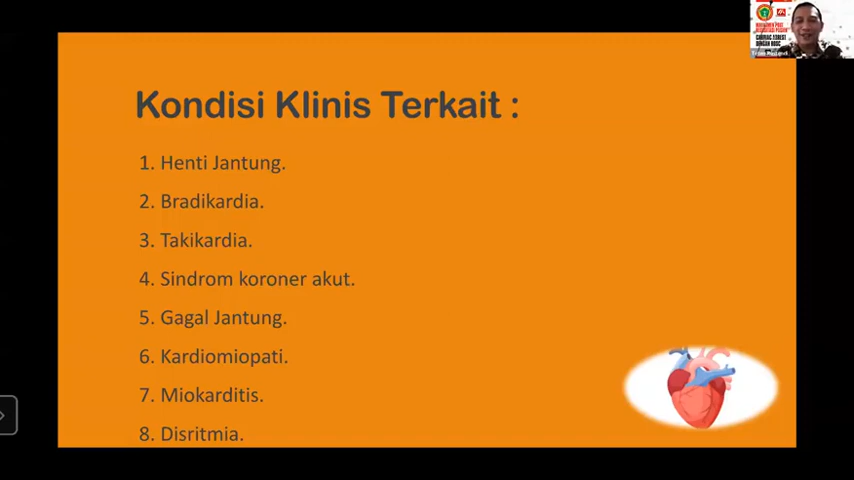 Kondisi Klinis Terkait :
1. Henti Jantung.
2. Bradikardia.
3. Takikardia.
4. Sindrom koroner akut.
5. Gagal Jantung.
6. Kardiomiopati.
7. Miokarditis.
8. Disritmia.